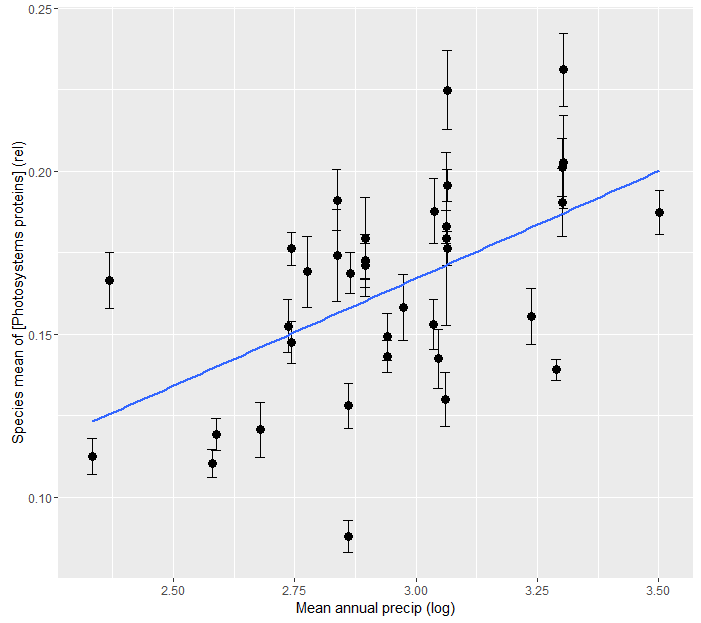 0.25
0.20
0.15
0.10
Species mean of [Photosystems proteins] (rel)
2.50 2.75 3.00 3.25 3.50
Mean annual precip (log)